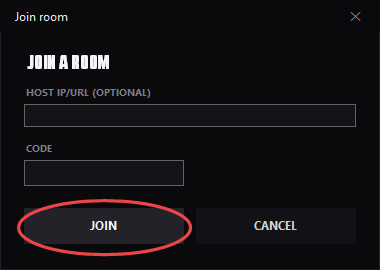 Join room
JOIN A ROOM
HOST IP/URL (OPTIONAL)
CODE
JOIN
CANCEL